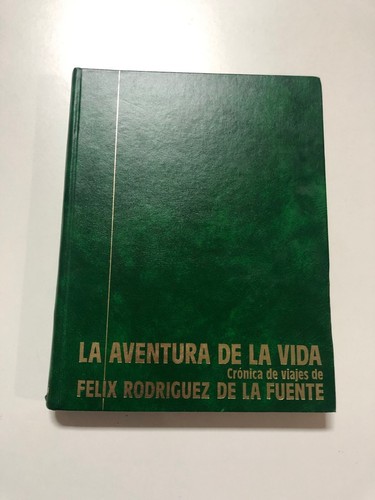 LA AVENTURA DE LA VIDA
Crónica de viajes de
FELIX RODRIGUEZ DE LA FUENTE